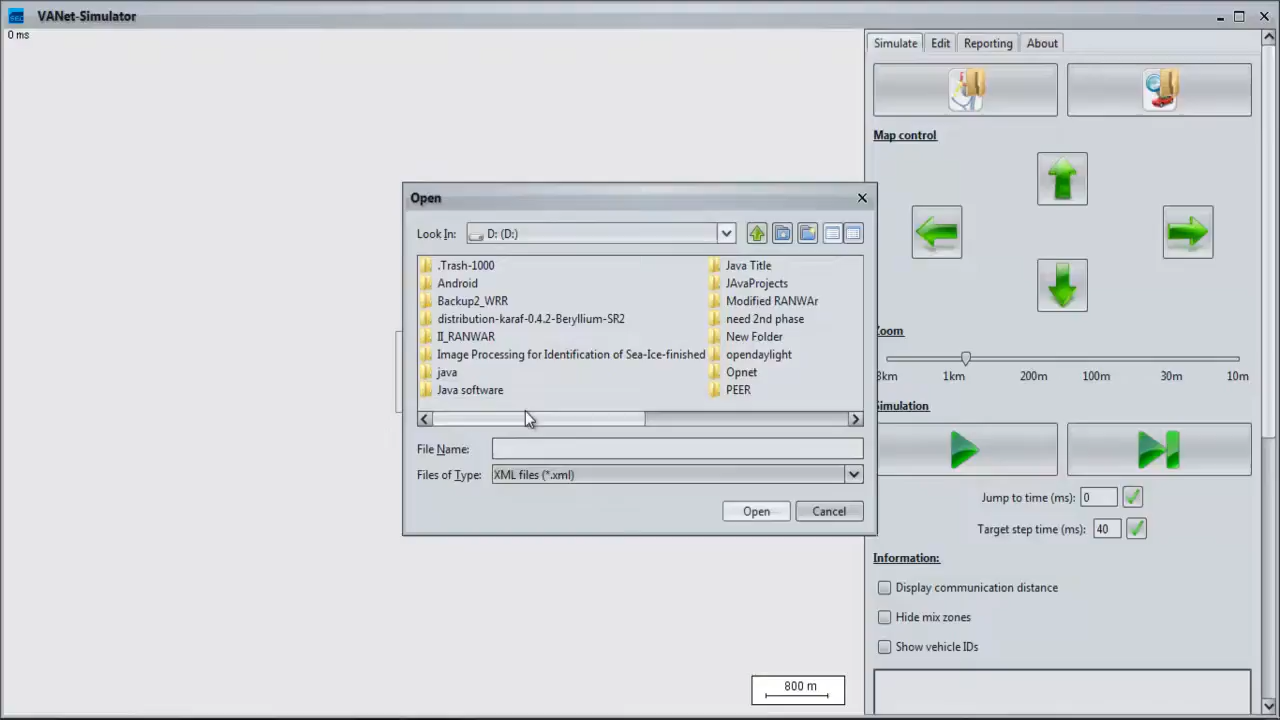 VANet-Simulator
0 ms
Simulate Edit Reporting About
Map control
Open
Look In: D: (D:)
.Trash-1000 Java Title
Android JAvaProjects
Backup2_WRR Modified RANWAr
distribution-karaf-0.4.2-Beryllium-SR2 need 2nd phase
II_RANWAR New Folder
Image Processing for Identification of Sea-Ice-finished opendaylight
java Opnet
Java software PEER
File Name:
Files of Type: XML files (*.xml)
Open Cancel
Zoom
3km 1km 200m 100m 30m 10m
Simulation
Jump to time (ms): 0
Target step time (ms): 40
Information:
Display communication distance
Hide mix zones
Show vehicle IDs
800 m